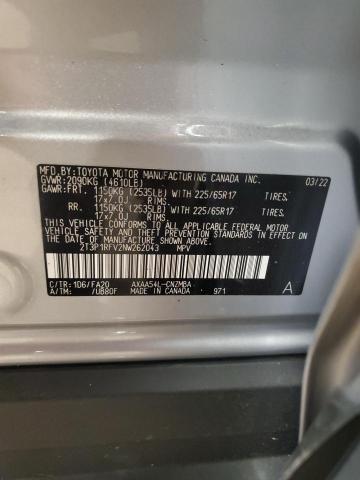 MFD.BY:TOYOTA MOTOR MANUFACTURING CANADA INC.
GVWR:2090KG (4610LB) 03/22
GAWR:FRT. 1150KG (2535LB) WITH 225/65R17 TIRES,
17x7.0J RIMS,
RR. 1150KG (2535LB) WITH 225/65R17 TIRES,
17x7.0J RIMS,
THIS VEHICLE CONFORMS TO ALL APPLICABLE FEDERAL
MOTOR VEHICLE SAFETY, BUMPER, AND THEFT
PREVENTION STANDARDS IN EFFECT ON THE DATE
OF MANUFACTURE SHOWN ABOVE.
2T3P1RFV2NW262043 MPV
C/TR:1D6/FA20 AXAA54L-CNZMBA A
A/TM: /UB80F MADE IN CANADA 971